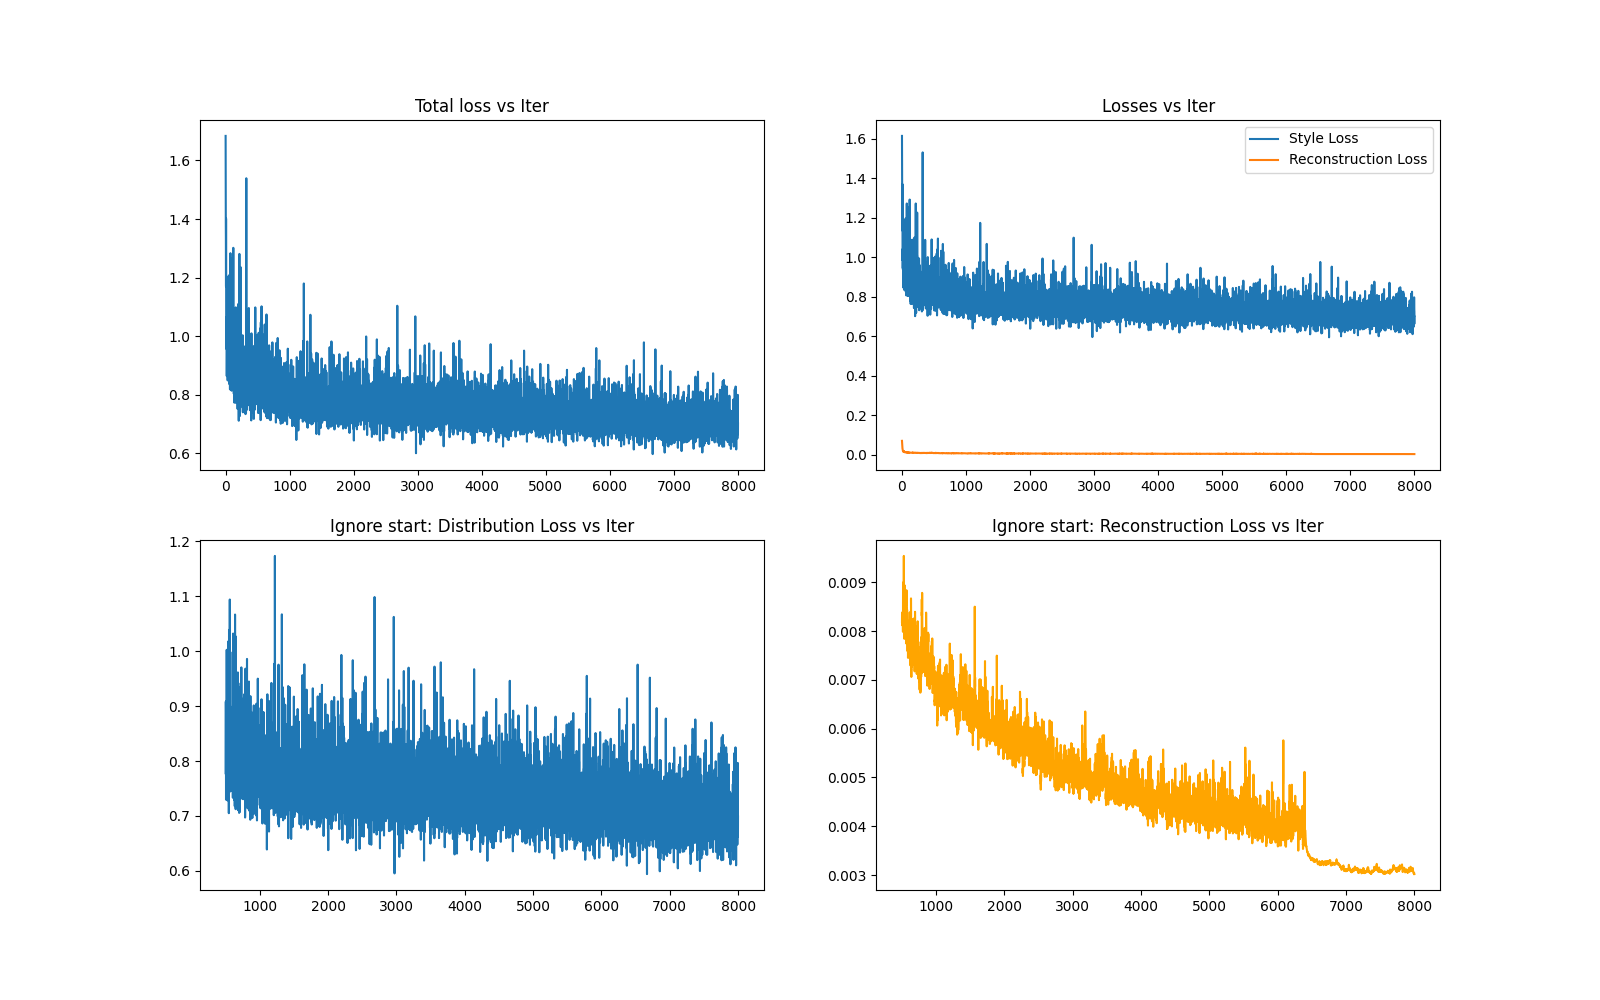 Total loss vs Iter
1.6
1.4
1.2
1.0
0.8
0.6
0 1000 2000 3000 4000 5000 6000 7000 8000
Losses vs Iter
Style Loss
Reconstruction Loss
1.6
1.4
1.2
1.0
0.8
0.6
0.4
0.2
0.0
0 1000 2000 3000 4000 5000 6000 7000 8000
Ignore start: Distribution Loss vs Iter
1.2
1.1
1.0
0.9
0.8
0.7
0.6
1000 2000 3000 4000 5000 6000 7000 8000
Ignore start: Reconstruction Loss vs Iter
0.009
0.008
0.007
0.006
0.005
0.004
0.003
1000 2000 3000 4000 5000 6000 7000 8000